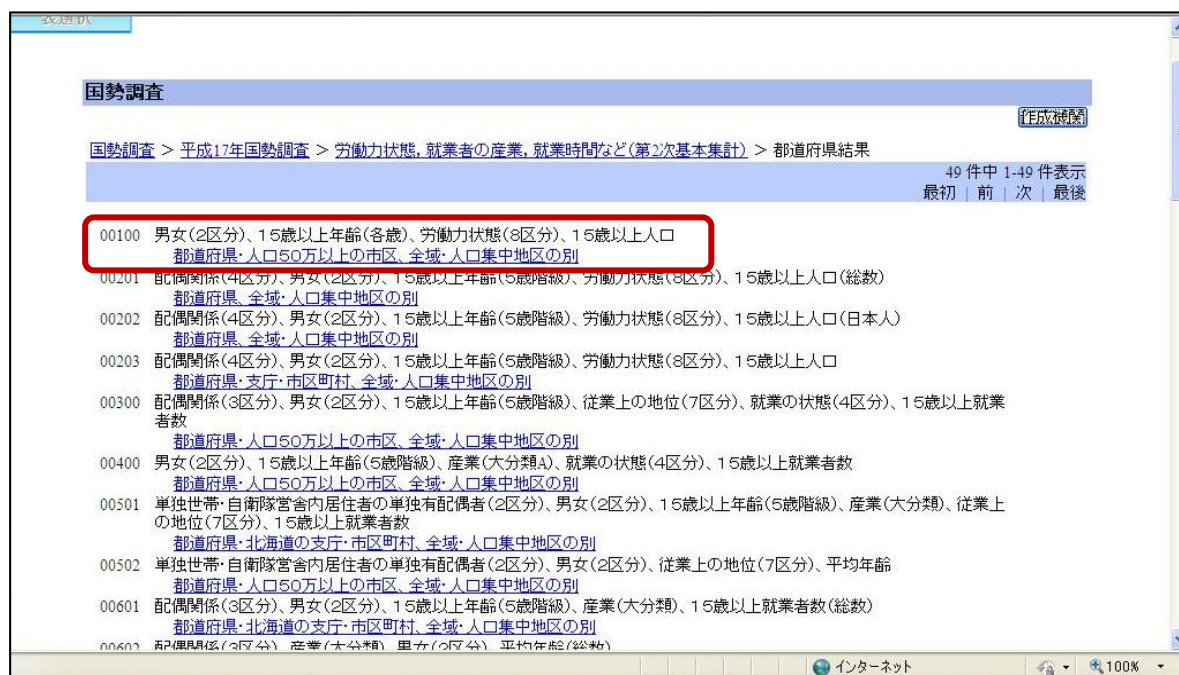 表選択
国勢調査
作成機関
国勢調査 > 平成17年国勢調査 > 労働力状態，就業者の産業，就業時間など(第2次基本集計) > 都道府県結果
49 件中 1-49 件表示
最初 | 前 | 次 | 最後
00100 男女(2区分)、15歳以上年齢(各歳)、労働力状態(8区分)、15歳以上人口
都道府県・人口50万以上の市区、全域・人口集中地区の別
00201 配偶関係(4区分)、男女(2区分)、15歳以上年齢(5歳階級)、労働力状態(8区分)、15歳以上人口(総数)
都道府県、全域・人口集中地区の別
00202 配偶関係(4区分)、男女(2区分)、15歳以上年齢(5歳階級)、労働力状態(8区分)、15歳以上人口(日本人)
都道府県、全域・人口集中地区の別
00203 配偶関係(4区分)、男女(2区分)、15歳以上年齢(5歳階級)、労働力状態(8区分)、15歳以上人口
都道府県・支庁・市区町村、全域・人口集中地区の別
00300 配偶関係(3区分)、男女(2区分)、15歳以上年齢(5歳階級)、従業上の地位(7区分)、就業の状態(4区分)、15歳以上就業
者数
都道府県・人口50万以上の市区、全域・人口集中地区の別
00400 男女(2区分)、15歳以上年齢(5歳階級)、産業(大分類A)、就業の状態(4区分)、15歳以上就業者数
都道府県・人口50万以上の市区、全域・人口集中地区の別
00501 単独世帯・自衛隊営舎内居住者の単独有配偶者(2区分)、男女(2区分)、15歳以上年齢(5歳階級)、産業(大分類)、従業上
の地位(7区分)、15歳以上就業者数
都道府県・北海道の支庁・市区町村、全域・人口集中地区の別
00502 単独世帯・自衛隊営舎内居住者の単独有配偶者(2区分)、男女(2区分)、従業上の地位(7区分)、平均年齢
都道府県・人口50万以上の市区、全域・人口集中地区の別
00601 配偶関係(3区分)、男女(2区分)、15歳以上年齢(5歳階級)、産業(大分類)、15歳以上就業者数(総数)
都道府県・北海道の支庁・市区町村、全域・人口集中地区の別
00602 配偶関係(3区分)、産業(大分類)、男女(2区分)、平均年齢(総数)
インターネット
100%